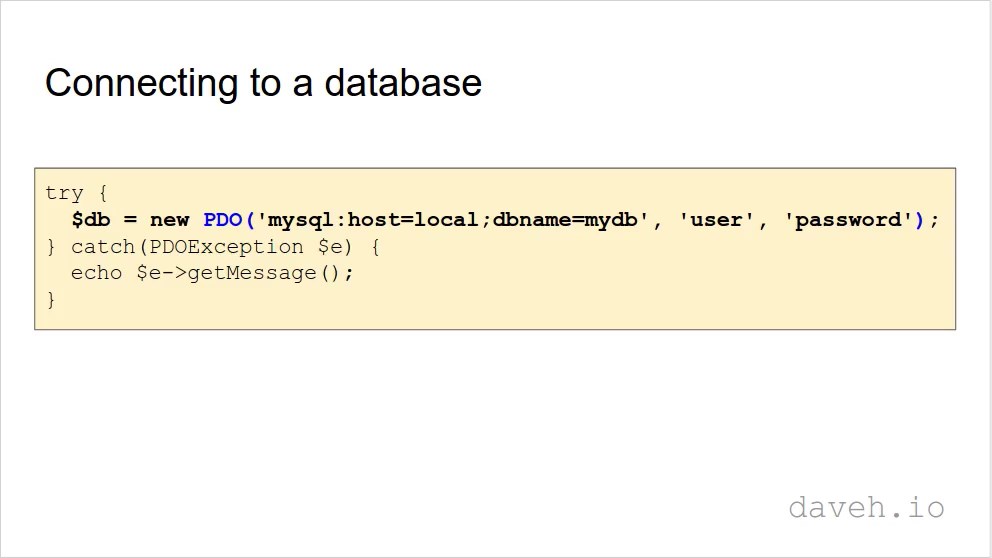 Connecting to a database
try {
  $db = new PDO('mysql:host=local;dbname=mydb', 'user', 'password');
} catch(PDOException $e) {
  echo $e->getMessage();
}
daveh.io